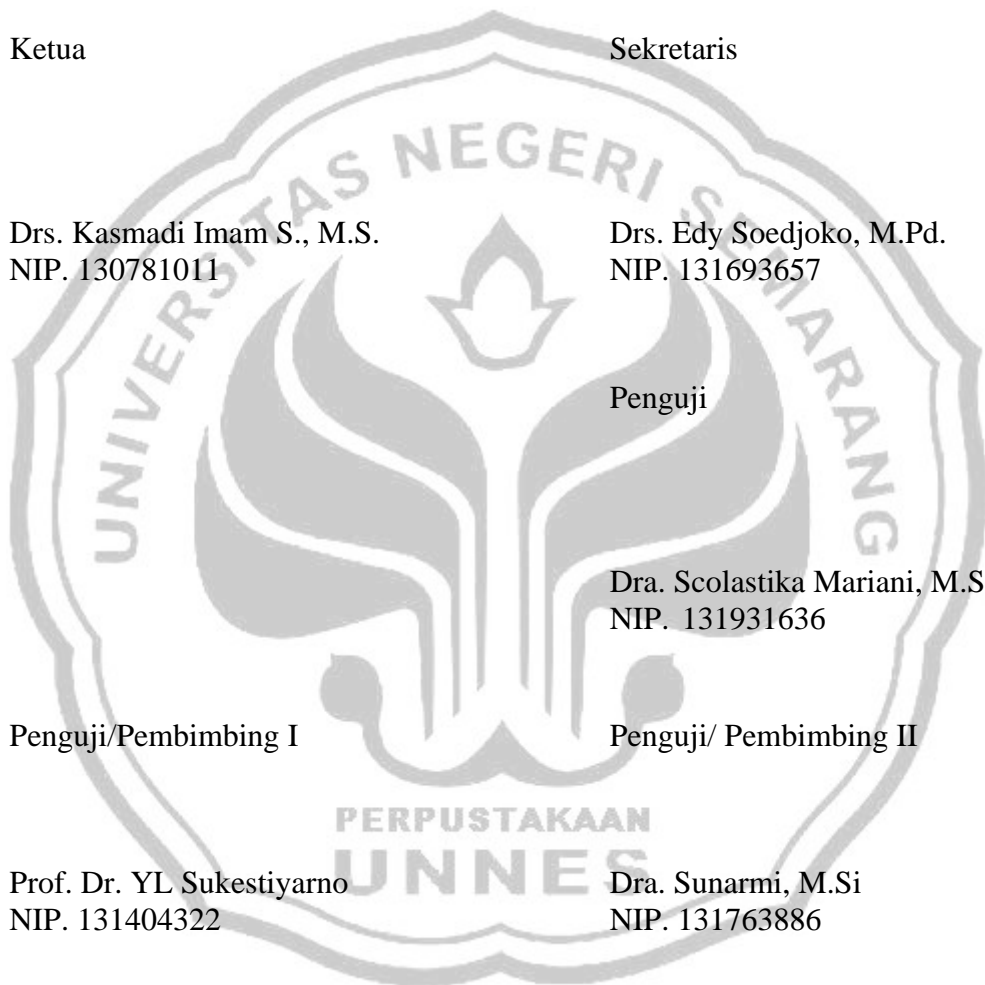 Ketua
Sekretaris
UNIVERSITAS NEGERI SEMARANG
Drs. Kasmadi Imam S., M.S.
NIP. 130781011
Drs. Edy Soedjoko, M.Pd.
NIP. 131693657
Penguji
Dra. Scolastika Mariani, M.S
NIP. 131931636
Penguji/Pembimbing I
Penguji/ Pembimbing II
PERPUSTAKAAN
UNNES
Prof. Dr. YL Sukestiyarno
NIP. 131404322
Dra. Sunarmi, M.Si
NIP. 131763886